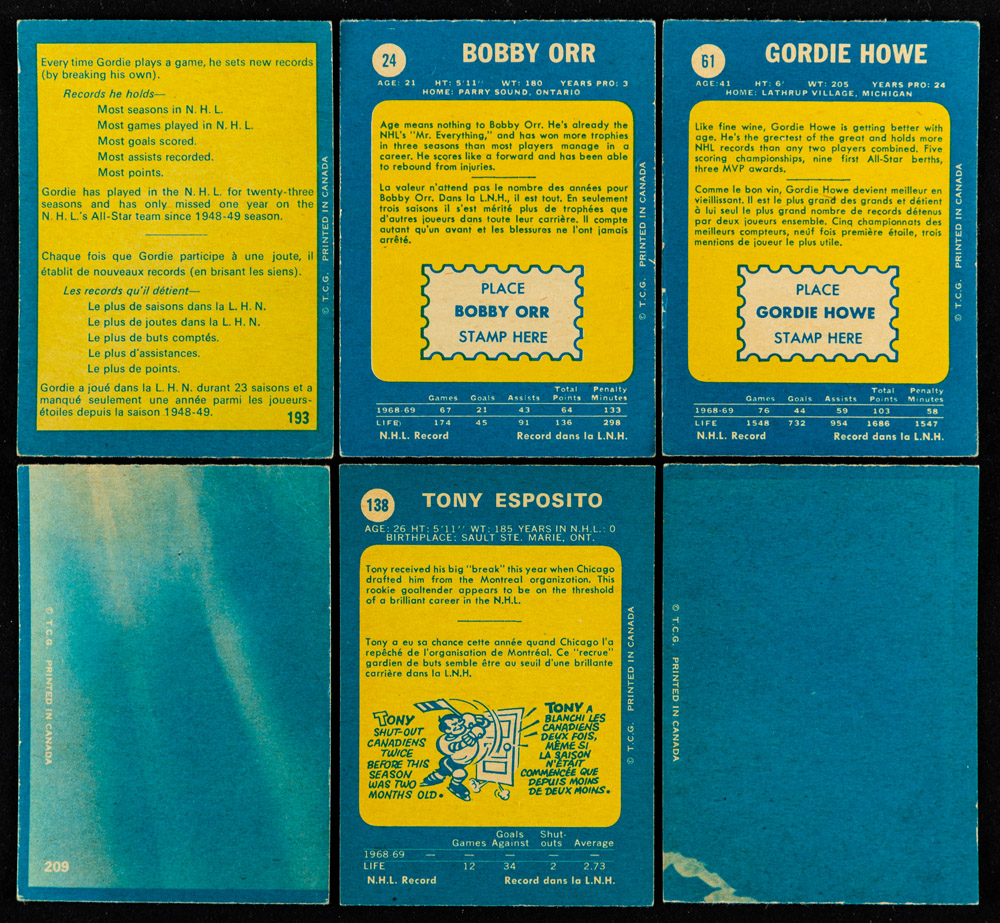 Every time Gordie plays a game, he sets new records
(by breaking his own).
Records he holds—
Most seasons in N. H. L.
Most games played in N. H. L.
Most goals scored.
Most assists recorded.
Most points.
Gordie has played in the N. H. L. for twenty-three
seasons and has only missed one year on the
N. H. L.'s All-Star team since 1948-49 season.
Chaque fois que Gordie participe à une joute, il
établit de nouveaux records (en brisant les siens).
Les records qu'il détient—
Le plus de saisons dans la L. H. N.
Le plus de joutes dans la L. H. N.
Le plus de buts comptés.
Le plus d'assistances.
Le plus de points.
Gordie a joué dans la L. H. N. durant 23 saisons et a
manqué seulement une année parmi les joueurs-
étoiles depuis la saison 1948-49.
193
© T.C.G. PRINTED IN CANADA
24
BOBBY ORR
AGE: 21 HT: 5'11'' WT: 180 YEARS PRO: 3
HOME: PARRY SOUND, ONTARIO
Age means nothing to Bobby Orr. He's already the
NHL's "Mr. Everything," and has won more trophies
in three seasons than most players manage in a
career. He scores like a forward and has been able
to rebound from injuries.
La valeur n'attend pas le nombre des années pour
Bobby Orr. Dans la L.N.H., il est tout. En seulement
trois saisons il s'est mérité plus de trophées que
d'autres joueurs dans toute leur carrière. Il compte
autant qu'un avant et les blessures ne l'ont jamais
arrêté.
PLACE
BOBBY ORR
STAMP HERE
Games Goals Assists Total Points Penalty Minutes
1968-69 67 21 43 64 133
LIFE: 174 45 91 136 298
N.H.L. Record Record dans la L.N.H.
© T.C.G. PRINTED IN CANADA
61
GORDIE HOWE
AGE:41 HT: 6' WT: 205 YEARS PRO: 24
HOME: LATHRUP VILLAGE, MICHIGAN
Like fine wine, Gordie Howe is getting better with
age. He's the grertest of the great and holds more
NHL records than any two players combined. Five
scoring championships, nine first All-Star berths,
three MVP awards.
Comme le bon vin, Gordie Howe devient meilleur en
vieillissant. Il est le plus grand des grands et détient
à lui seul le plus grand nombre de records détenus
par deux joueurs ensemble. Cinq championnats des
meilleurs compteurs, neuf fois première étoile, trois
mentions de joueur le plus utile.
PLACE
GORDIE HOWE
STAMP HERE
Games Goals Assists Total Points Penalty Minutes
1968-69 76 44 59 103 58
LIFE: 1548 732 954 1686 1547
N.H.L. Record Record dans la L.N.H.
© T.C.G. PRINTED IN CANADA
© T.C.G. PRINTED IN CANADA
209
138
TONY ESPOSITO
AGE: 26 HT: 5'11'' WT: 185 YEARS IN N.H.L.: 0
BIRTHPLACE: SAULT STE. MARIE, ONT.
Tony received his big "break" this year when Chicago
drafted him from the Montreal organization. This
rookie goaltender appears to be on the threshold
of a brilliant career in the N.H.L.
Tony a eu sa chance cette année quand Chicago l'a
repêché de l'organisation de Montréal. Ce "recrue"
gardien de buts semble être au seuil d'une brillante
carrière dans la L.N.H.
TONY
SHUT-OUT
CANADIENS
TWICE
BEFORE THIS
SEASON
WAS TWO
MONTHS OLD.
TONY A
BLANCHI LES
CANADIENS
DEUX FOIS,
MÊME SI
LA SAISON
N'ÉTAIT
COMMENCÉE QUE
DEPUIS MOINS
DE DEUX MOINS.
Games Goals Against Shut-outs Average
1968-69 — — — —
LIFE 12 34 2 2.73
N.H.L. Record Record dans la L.N.H.
© T.C.G. PRINTED IN CANADA
© T.C.G. PRINTED IN CANADA